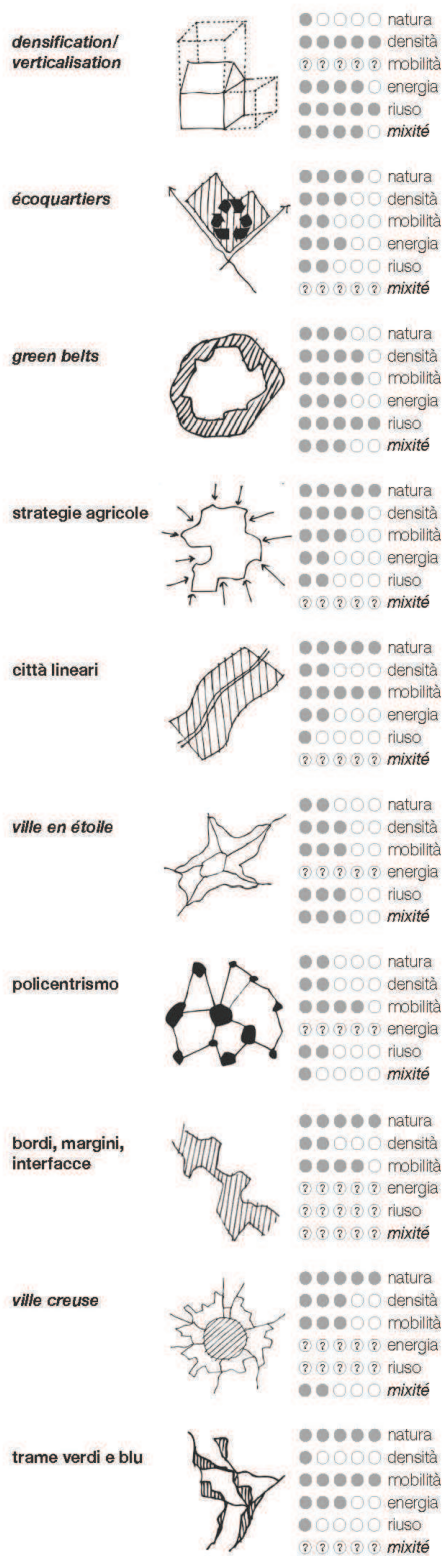 natura
densification/
verticalisation
densità
? ? ? ? ? mobilità
energia
riuso
mixité
écoquartiers
natura
densità
mobilità
energia
riuso
? ? ? ? ? mixité
green belts
natura
densità
mobilità
energia
riuso
mixité
strategie agricole
natura
densità
mobilità
energia
riuso
? ? ? ? ? mixité
città lineari
natura
densità
mobilità
energia
riuso
? ? ? ? ? mixité
ville en étoile
natura
densità
mobilità
? ? ? ? ? energia
riuso
mixité
policentrismo
natura
densità
mobilità
? ? ? ? ? energia
riuso
mixité
bordi, margini,
interfacce
natura
densità
mobilità
? ? ? ? ? energia
? ? ? ? ? riuso
? ? ? ? ? mixité
ville creuse
natura
densità
mobilità
? ? ? ? ? energia
? ? ? ? ? riuso
mixité
trame verdi e blu
natura
densità
mobilità
energia
riuso
? ? ? ? ? mixité